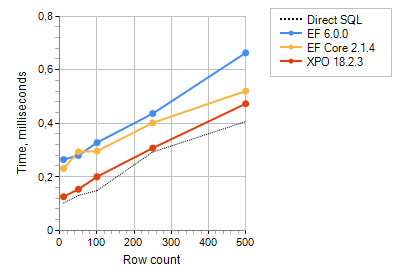 Time, milliseconds
0,8
0,6
0,4
0,2
0
0 100 200 300 400 500
Row count
Direct SQL
EF 6.0.0
EF Core 2.1.4
XPO 18.2.3